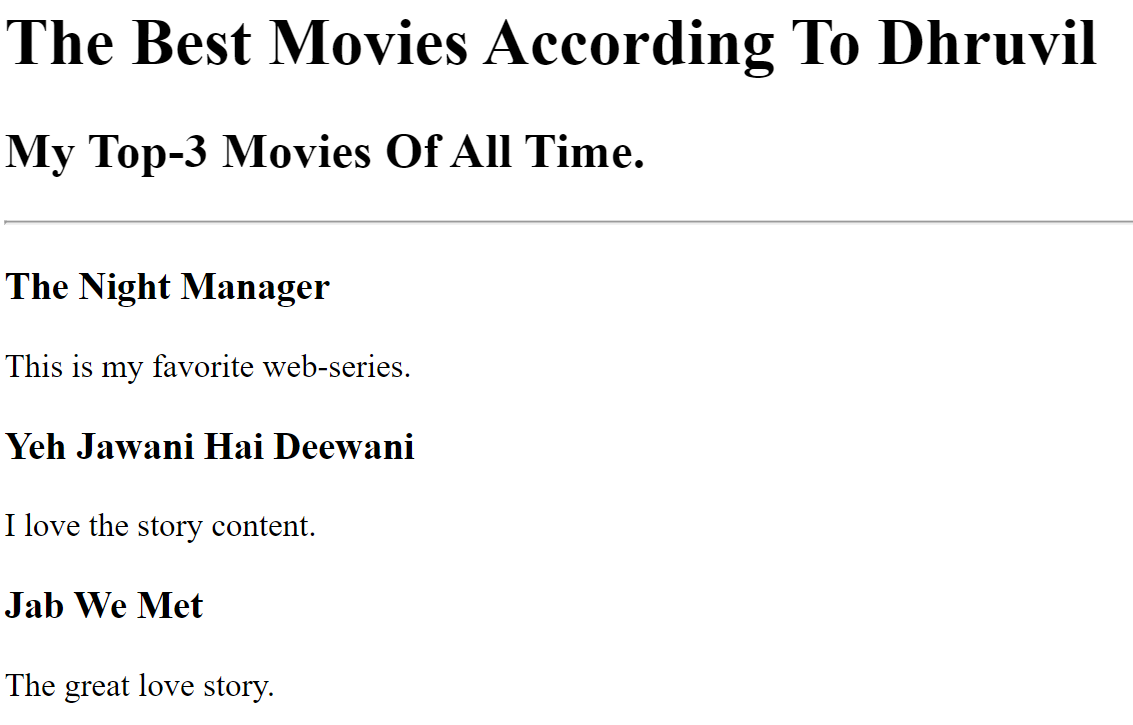 The Best Movies According To Dhruvil
My Top-3 Movies Of All Time.
The Night Manager
This is my favorite web-series.
Yeh Jawani Hai Deewani
I love the story content.
Jab We Met
The great love story.